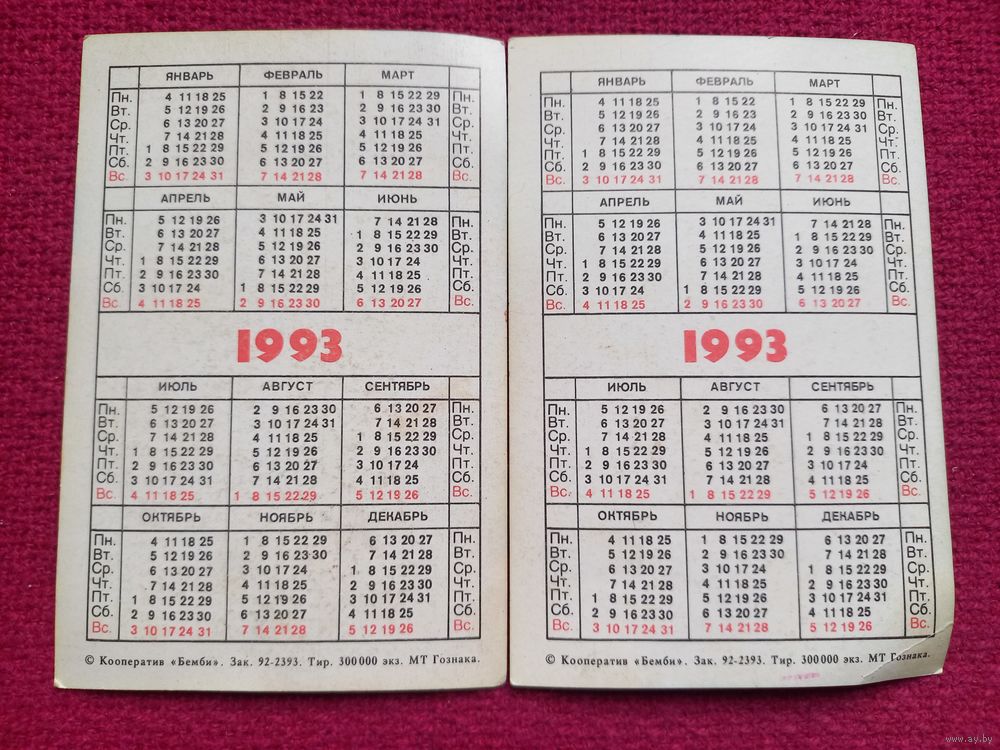 ЯНВАРЬ ФЕВРАЛЬ МАРТ
Пн. 4 11 18 25 1 8 15 22 1 8 15 22 29 Пн.
Вт. 5 12 19 26 2 9 16 23 2 9 16 23 30 Вт.
Ср. 6 13 20 27 3 10 17 24 3 10 17 24 31 Ср.
Чт. 7 14 21 28 4 11 18 25 4 11 18 25 Чт.
Пт. 1 8 15 22 29 5 12 19 26 5 12 19 26 Пт.
Сб. 2 9 16 23 30 6 13 20 27 6 13 20 27 Сб.
Вс. 3 10 17 24 31 7 14 21 28 7 14 21 28 Вс.
АПРЕЛЬ МАЙ ИЮНЬ
Пн. 5 12 19 26 3 10 17 24 31 7 14 21 28 Пн.
Вт. 6 13 20 27 4 11 18 25 1 8 15 22 29 Вт.
Ср. 7 14 21 28 5 12 19 26 2 9 16 23 30 Ср.
Чт. 1 8 15 22 29 6 13 20 27 3 10 17 24 Чт.
Пт. 2 9 16 23 30 7 14 21 28 4 11 18 25 Пт.
Сб. 3 10 17 24 1 8 15 22 29 5 12 19 26 Сб.
Вс. 4 11 18 25 2 9 16 23 30 6 13 20 27 Вс.
1993
ИЮЛЬ АВГУСТ СЕНТЯБРЬ
Пн. 5 12 19 26 2 9 16 23 30 6 13 20 27 Пн.
Вт. 6 13 20 27 3 10 17 24 31 7 14 21 28 Вт.
Ср. 7 14 21 28 4 11 18 25 1 8 15 22 29 Ср.
Чт. 1 8 15 22 29 5 12 19 26 2 9 16 23 30 Чт.
Пт. 2 9 16 23 30 6 13 20 27 3 10 17 24 Пт.
Сб. 3 10 17 24 31 7 14 21 28 4 11 18 25 Сб.
Вс. 4 11 18 25 1 8 15 22 29 5 12 19 26 Вс.
ОКТЯБРЬ НОЯБРЬ ДЕКАБРЬ
Пн. 4 11 18 25 1 8 15 22 29 6 13 20 27 Пн.
Вт. 5 12 19 26 2 9 16 23 30 7 14 21 28 Вт.
Ср. 6 13 20 27 3 10 17 24 1 8 15 22 29 Ср.
Чт. 7 14 21 28 4 11 18 25 2 9 16 23 30 Чт.
Пт. 1 8 15 22 29 5 12 19 26 3 10 17 24 31 Пт.
Сб. 2 9 16 23 30 6 13 20 27 4 11 18 25 Сб.
Вс. 3 10 17 24 31 7 14 21 28 5 12 19 26 Вс.
© Кооператив «Бемби». Зак. 92-2393. Тир. 300 000 экз. МТ Гознака.
ЯНВАРЬ ФЕВРАЛЬ МАРТ
Пн. 4 11 18 25 1 8 15 22 1 8 15 22 29 Пн.
Вт. 5 12 19 26 2 9 16 23 2 9 16 23 30 Вт.
Ср. 6 13 20 27 3 10 17 24 3 10 17 24 31 Ср.
Чт. 7 14 21 28 4 11 18 25 4 11 18 25 Чт.
Пт. 1 8 15 22 29 5 12 19 26 5 12 19 26 Пт.
Сб. 2 9 16 23 30 6 13 20 27 6 13 20 27 Сб.
Вс. 3 10 17 24 31 7 14 21 28 7 14 21 28 Вс.
АПРЕЛЬ МАЙ ИЮНЬ
Пн. 5 12 19 26 3 10 17 24 31 7 14 21 28 Пн.
Вт. 6 13 20 27 4 11 18 25 1 8 15 22 29 Вт.
Ср. 7 14 21 28 5 12 19 26 2 9 16 23 30 Ср.
Чт. 1 8 15 22 29 6 13 20 27 3 10 17 24 Чт.
Пт. 2 9 16 23 30 7 14 21 28 4 11 18 25 Пт.
Сб. 3 10 17 24 1 8 15 22 29 5 12 19 26 Сб.
Вс. 4 11 18 25 2 9 16 23 30 6 13 20 27 Вс.
1993
ИЮЛЬ АВГУСТ СЕНТЯБРЬ
Пн. 5 12 19 26 2 9 16 23 30 6 13 20 27 Пн.
Вт. 6 13 20 27 3 10 17 24 31 7 14 21 28 Вт.
Ср. 7 14 21 28 4 11 18 25 1 8 15 22 29 Ср.
Чт. 1 8 15 22 29 5 12 19 26 2 9 16 23 30 Чт.
Пт. 2 9 16 23 30 6 13 20 27 3 10 17 24 Пт.
Сб. 3 10 17 24 31 7 14 21 28 4 11 18 25 Сб.
Вс. 4 11 18 25 1 8 15 22 29 5 12 19 26 Вс.
ОКТЯБРЬ НОЯБРЬ ДЕКАБРЬ
Пн. 4 11 18 25 1 8 15 22 29 6 13 20 27 Пн.
Вт. 5 12 19 26 2 9 16 23 30 7 14 21 28 Вт.
Ср. 6 13 20 27 3 10 17 24 1 8 15 22 29 Ср.
Чт. 7 14 21 28 4 11 18 25 2 9 16 23 30 Чт.
Пт. 1 8 15 22 29 5 12 19 26 3 10 17 24 31 Пт.
Сб. 2 9 16 23 30 6 13 20 27 4 11 18 25 Сб.
Вс. 3 10 17 24 31 7 14 21 28 5 12 19 26 Вс.
© Кооператив «Бемби». Зак. 92-2393. Тир. 300 000 экз. МТ Гознака.
www.ay.by